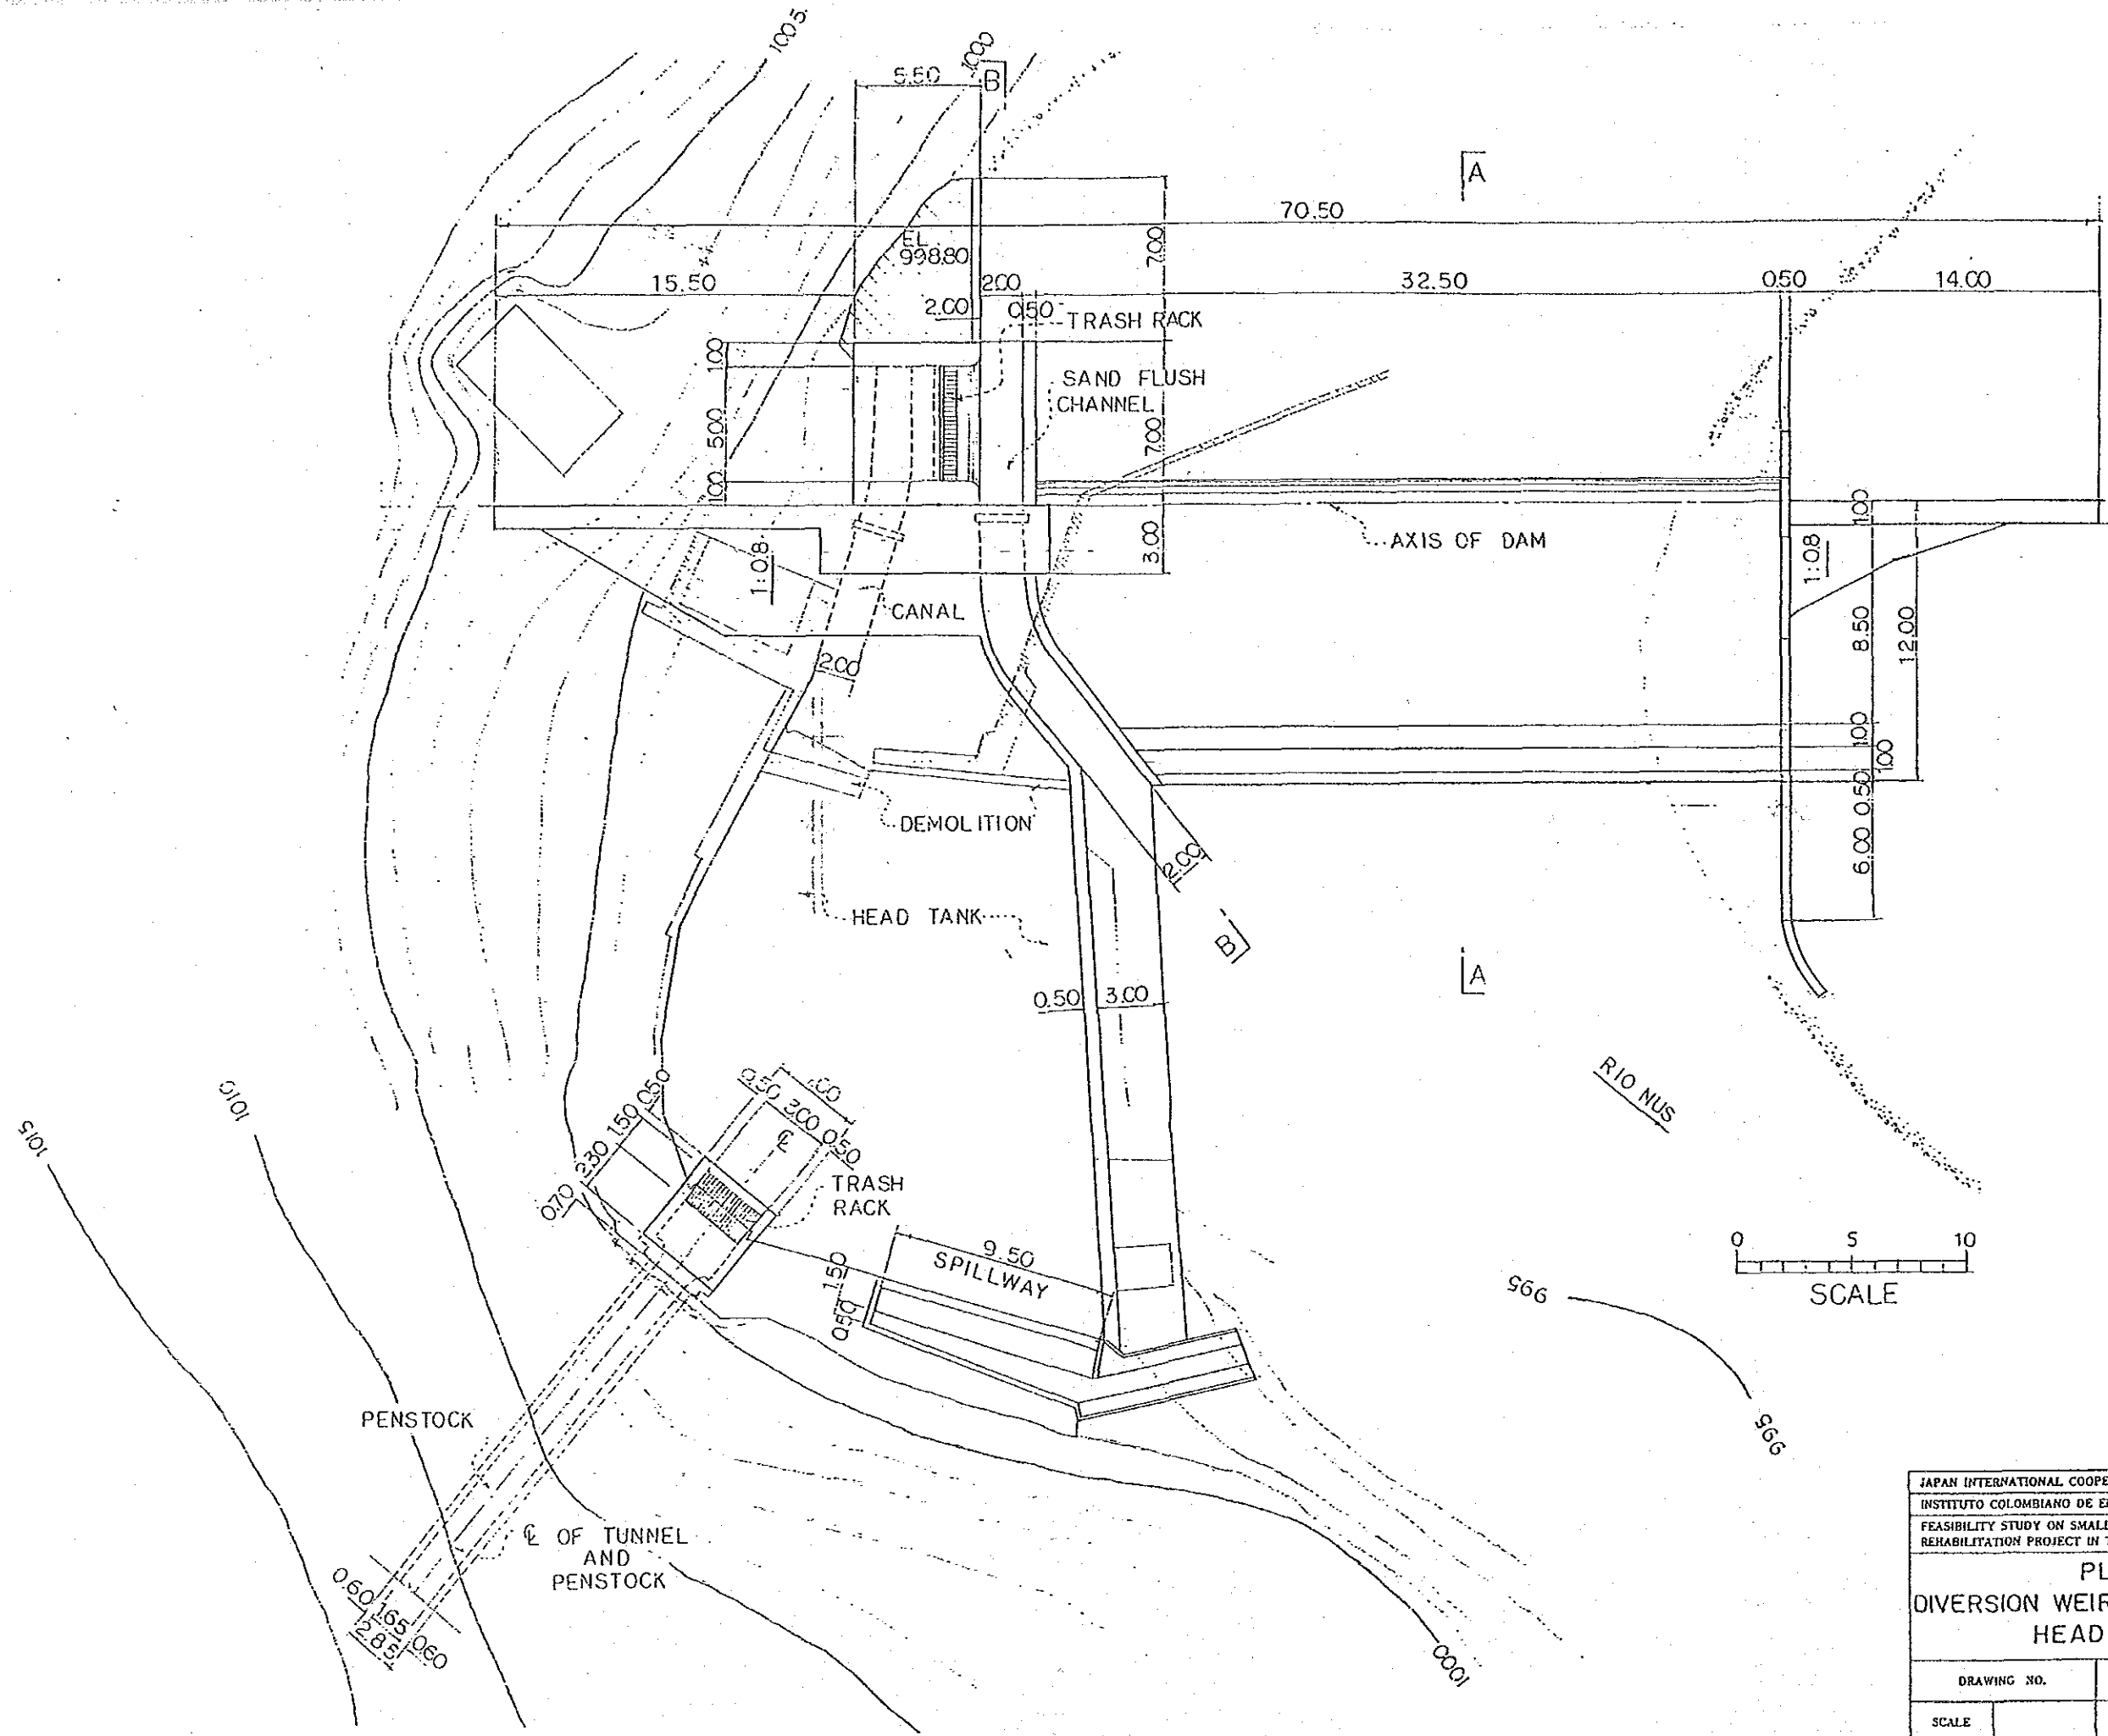 1005
1000
5.50
B
A
70.50
EL
998.80
7.00
15.50
2.00
32.50
0.50
14.00
2.00
0.50
TRASH RACK
1.00
SAND FLUSH
CHANNEL
5.00
7.00
1.00
1.00
AXIS OF DAM
3.00
1:0.8
1:0.8
CANAL
8.50
12.00
2.00
1.00
1.00
0.50
DEMOLITION
2.00
6.00
HEAD TANK
B
A
0.50
3.00
RIO NUS
1010
1015
0.50
1.50
2.30
0.70
0.50
2.00
0.50
℄
TRASH
RACK
9.50
SPILLWAY
1.50
0.50
0 5 10
SCALE
995
995
PENSTOCK
℄ OF TUNNEL
AND
PENSTOCK
0.60
1.65
0.60
2.85
1000
JAPAN INTERNATIONAL COOPE
INSTITUTO COLOMBIANO DE E
FEASIBILITY STUDY ON SMALL
REHABILITATION PROJECT IN
PL
DIVERSION WEIR
HEAD
DRAWING NO.
SCALE